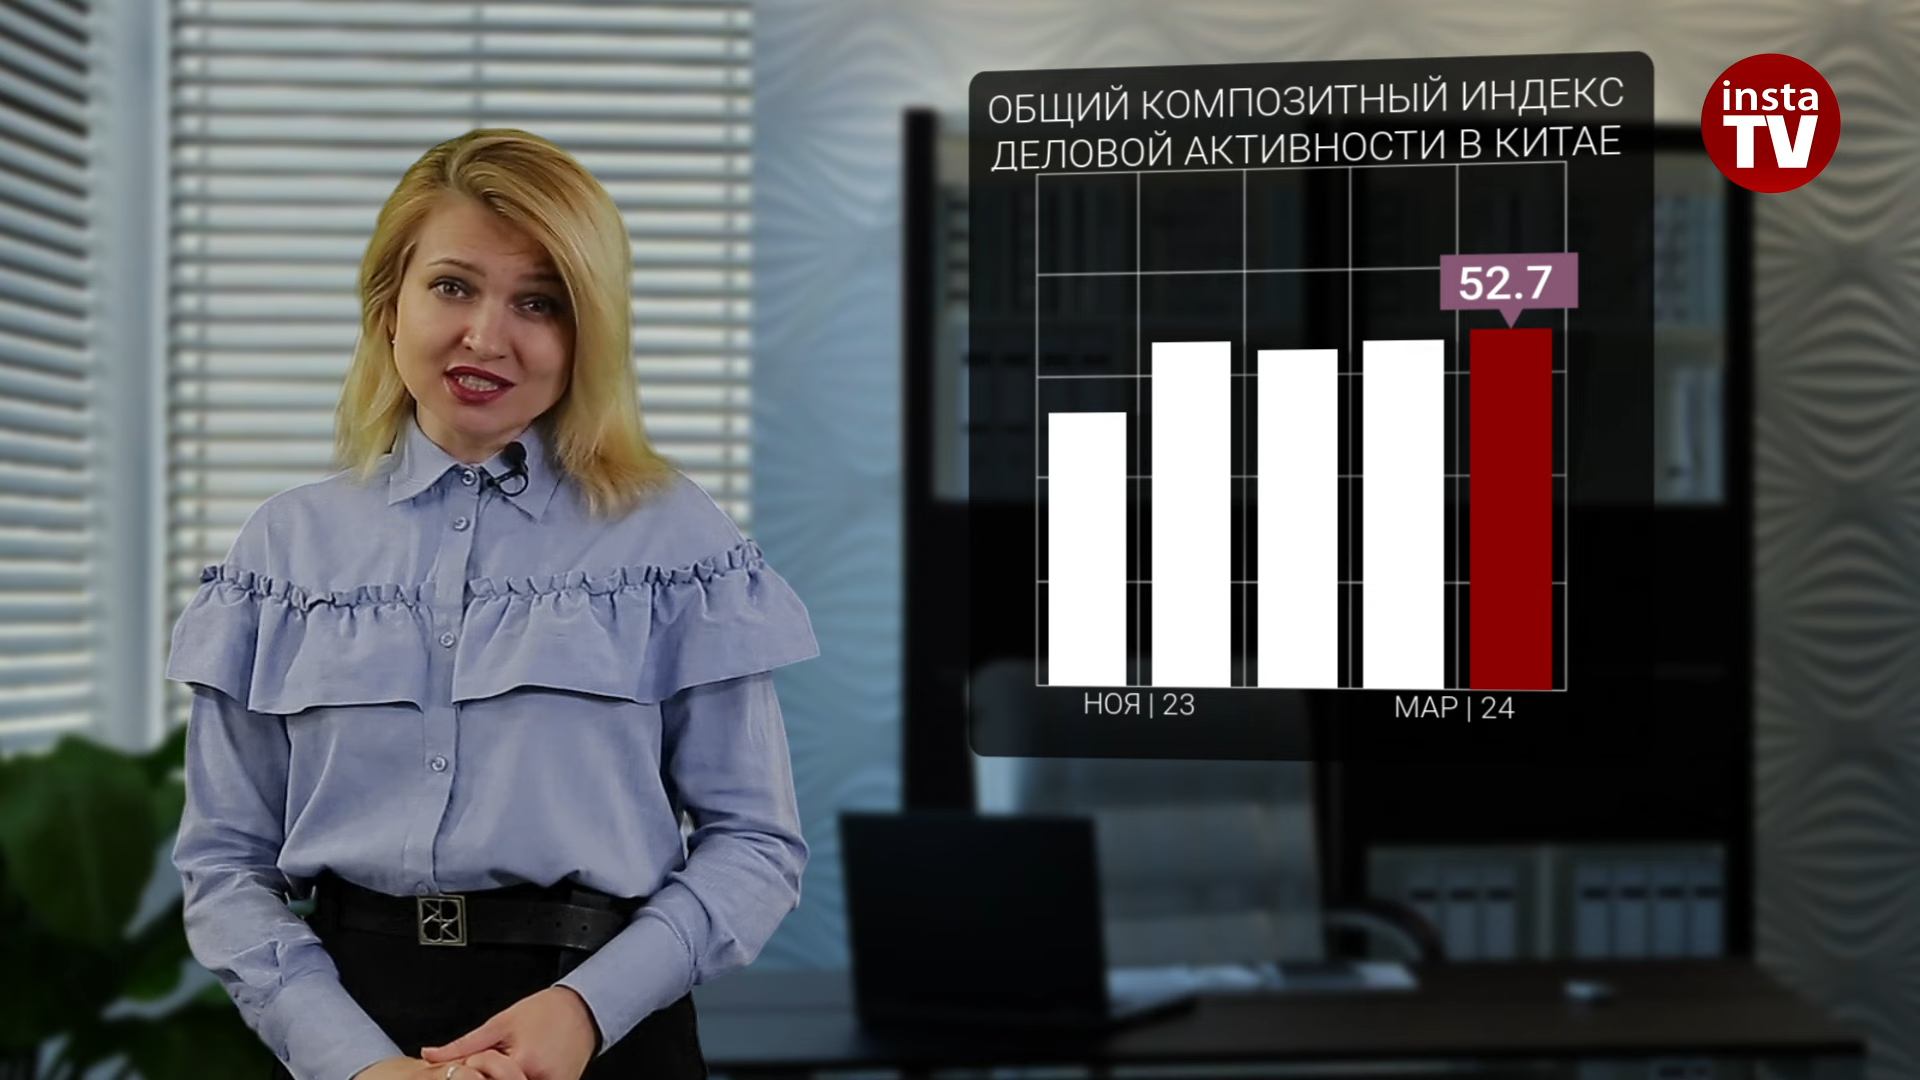 ОБЩИЙ КОМПОЗИТНЫЙ ИНДЕКС
ДЕЛОВОЙ АКТИВНОСТИ В КИТАЕ
insta
TV
52.7
НОЯ | 23
МАР | 24